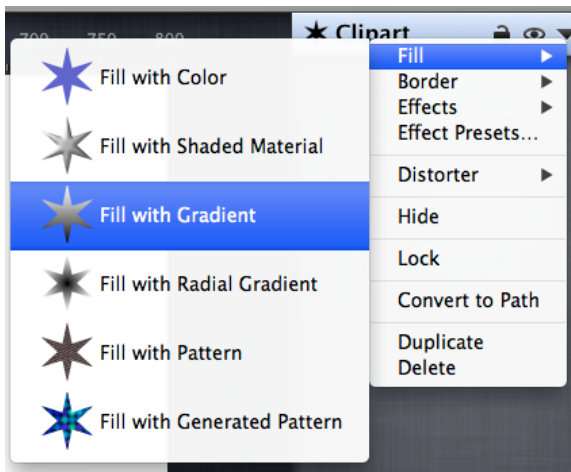 700 750 800
Clipart
Fill with Color
Fill with Shaded Material
Fill with Gradient
Fill with Radial Gradient
Fill with Pattern
Fill with Generated Pattern
Fill
Border
Effects
Effect Presets...
Distorter
Hide
Lock
Convert to Path
Duplicate
Delete